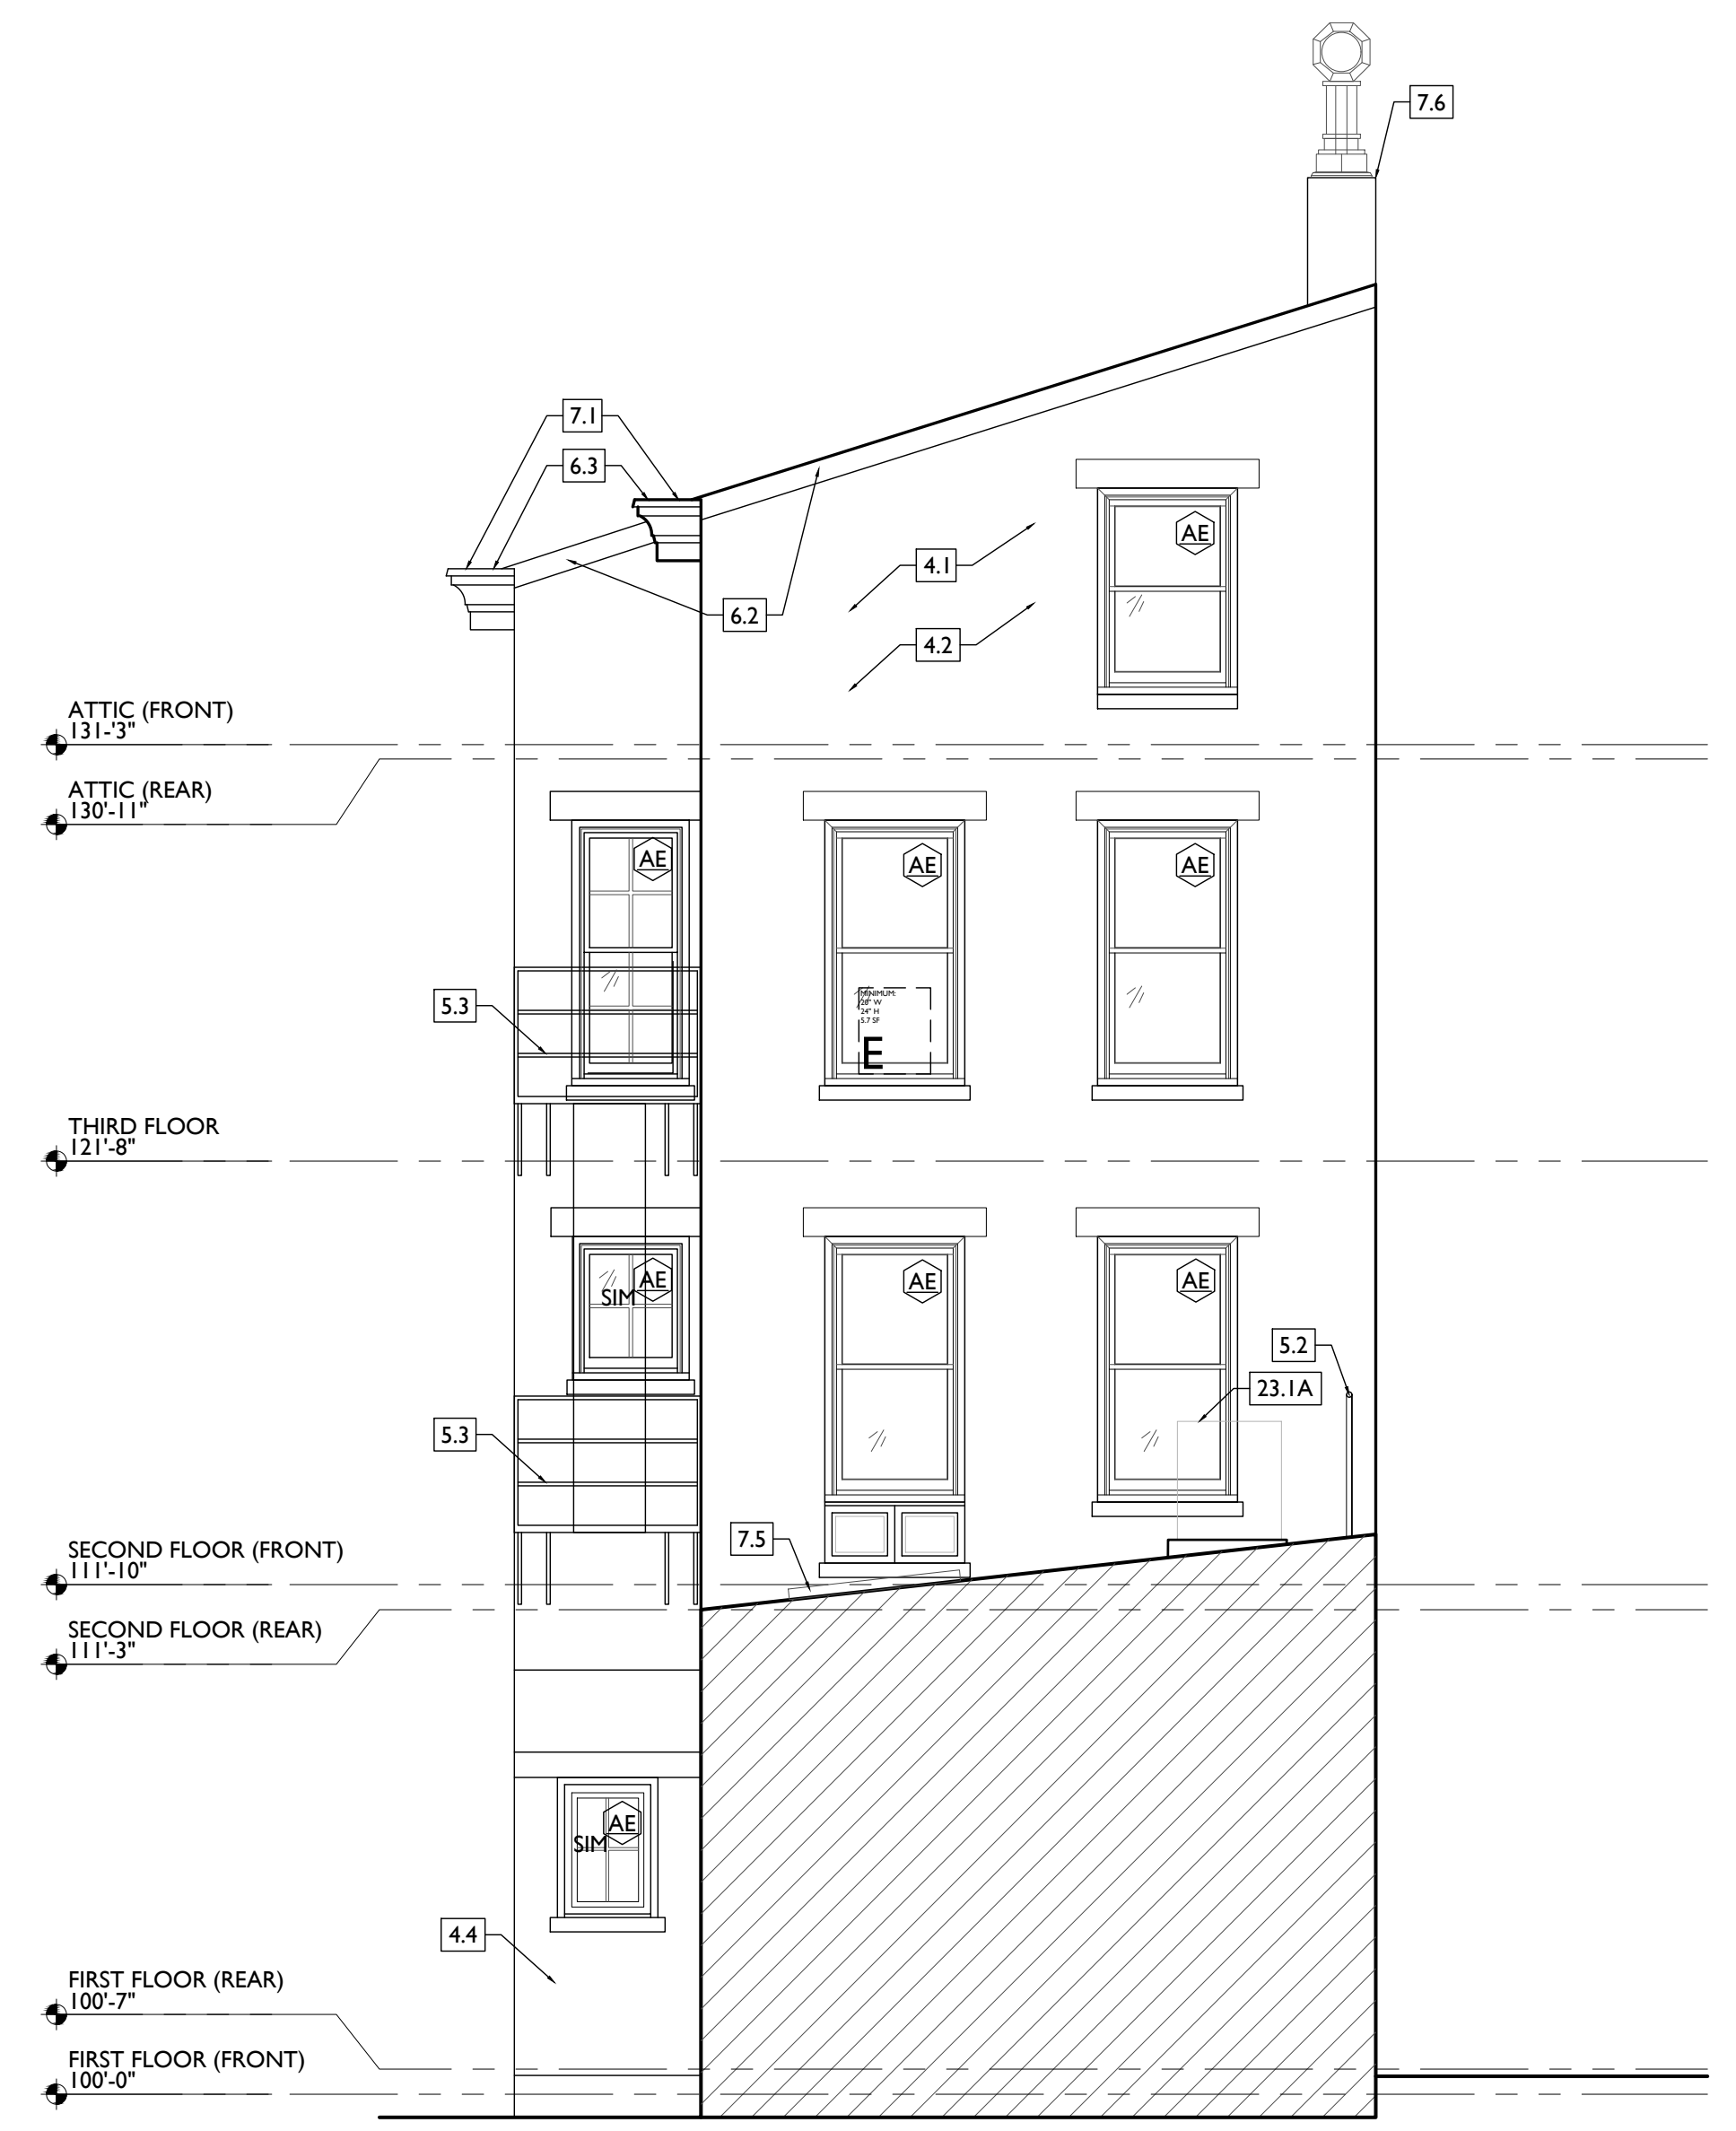 7.6
7.1
6.3
AE
4.1
6.2
4.2
ATTIC (FRONT)
131-'3"
ATTIC (REAR)
130'-11"
AE
AE
AE
MINIMUM:
20" W
24" H
5.7 SF
5.3
E
THIRD FLOOR
121'-8"
AE
SIM
AE
AE
5.2
23.1A
5.3
7.5
SECOND FLOOR (FRONT)
111'-10"
SECOND FLOOR (REAR)
111'-3"
AE
SIM
4.4
FIRST FLOOR (REAR)
100'-7"
FIRST FLOOR (FRONT)
100'-0"